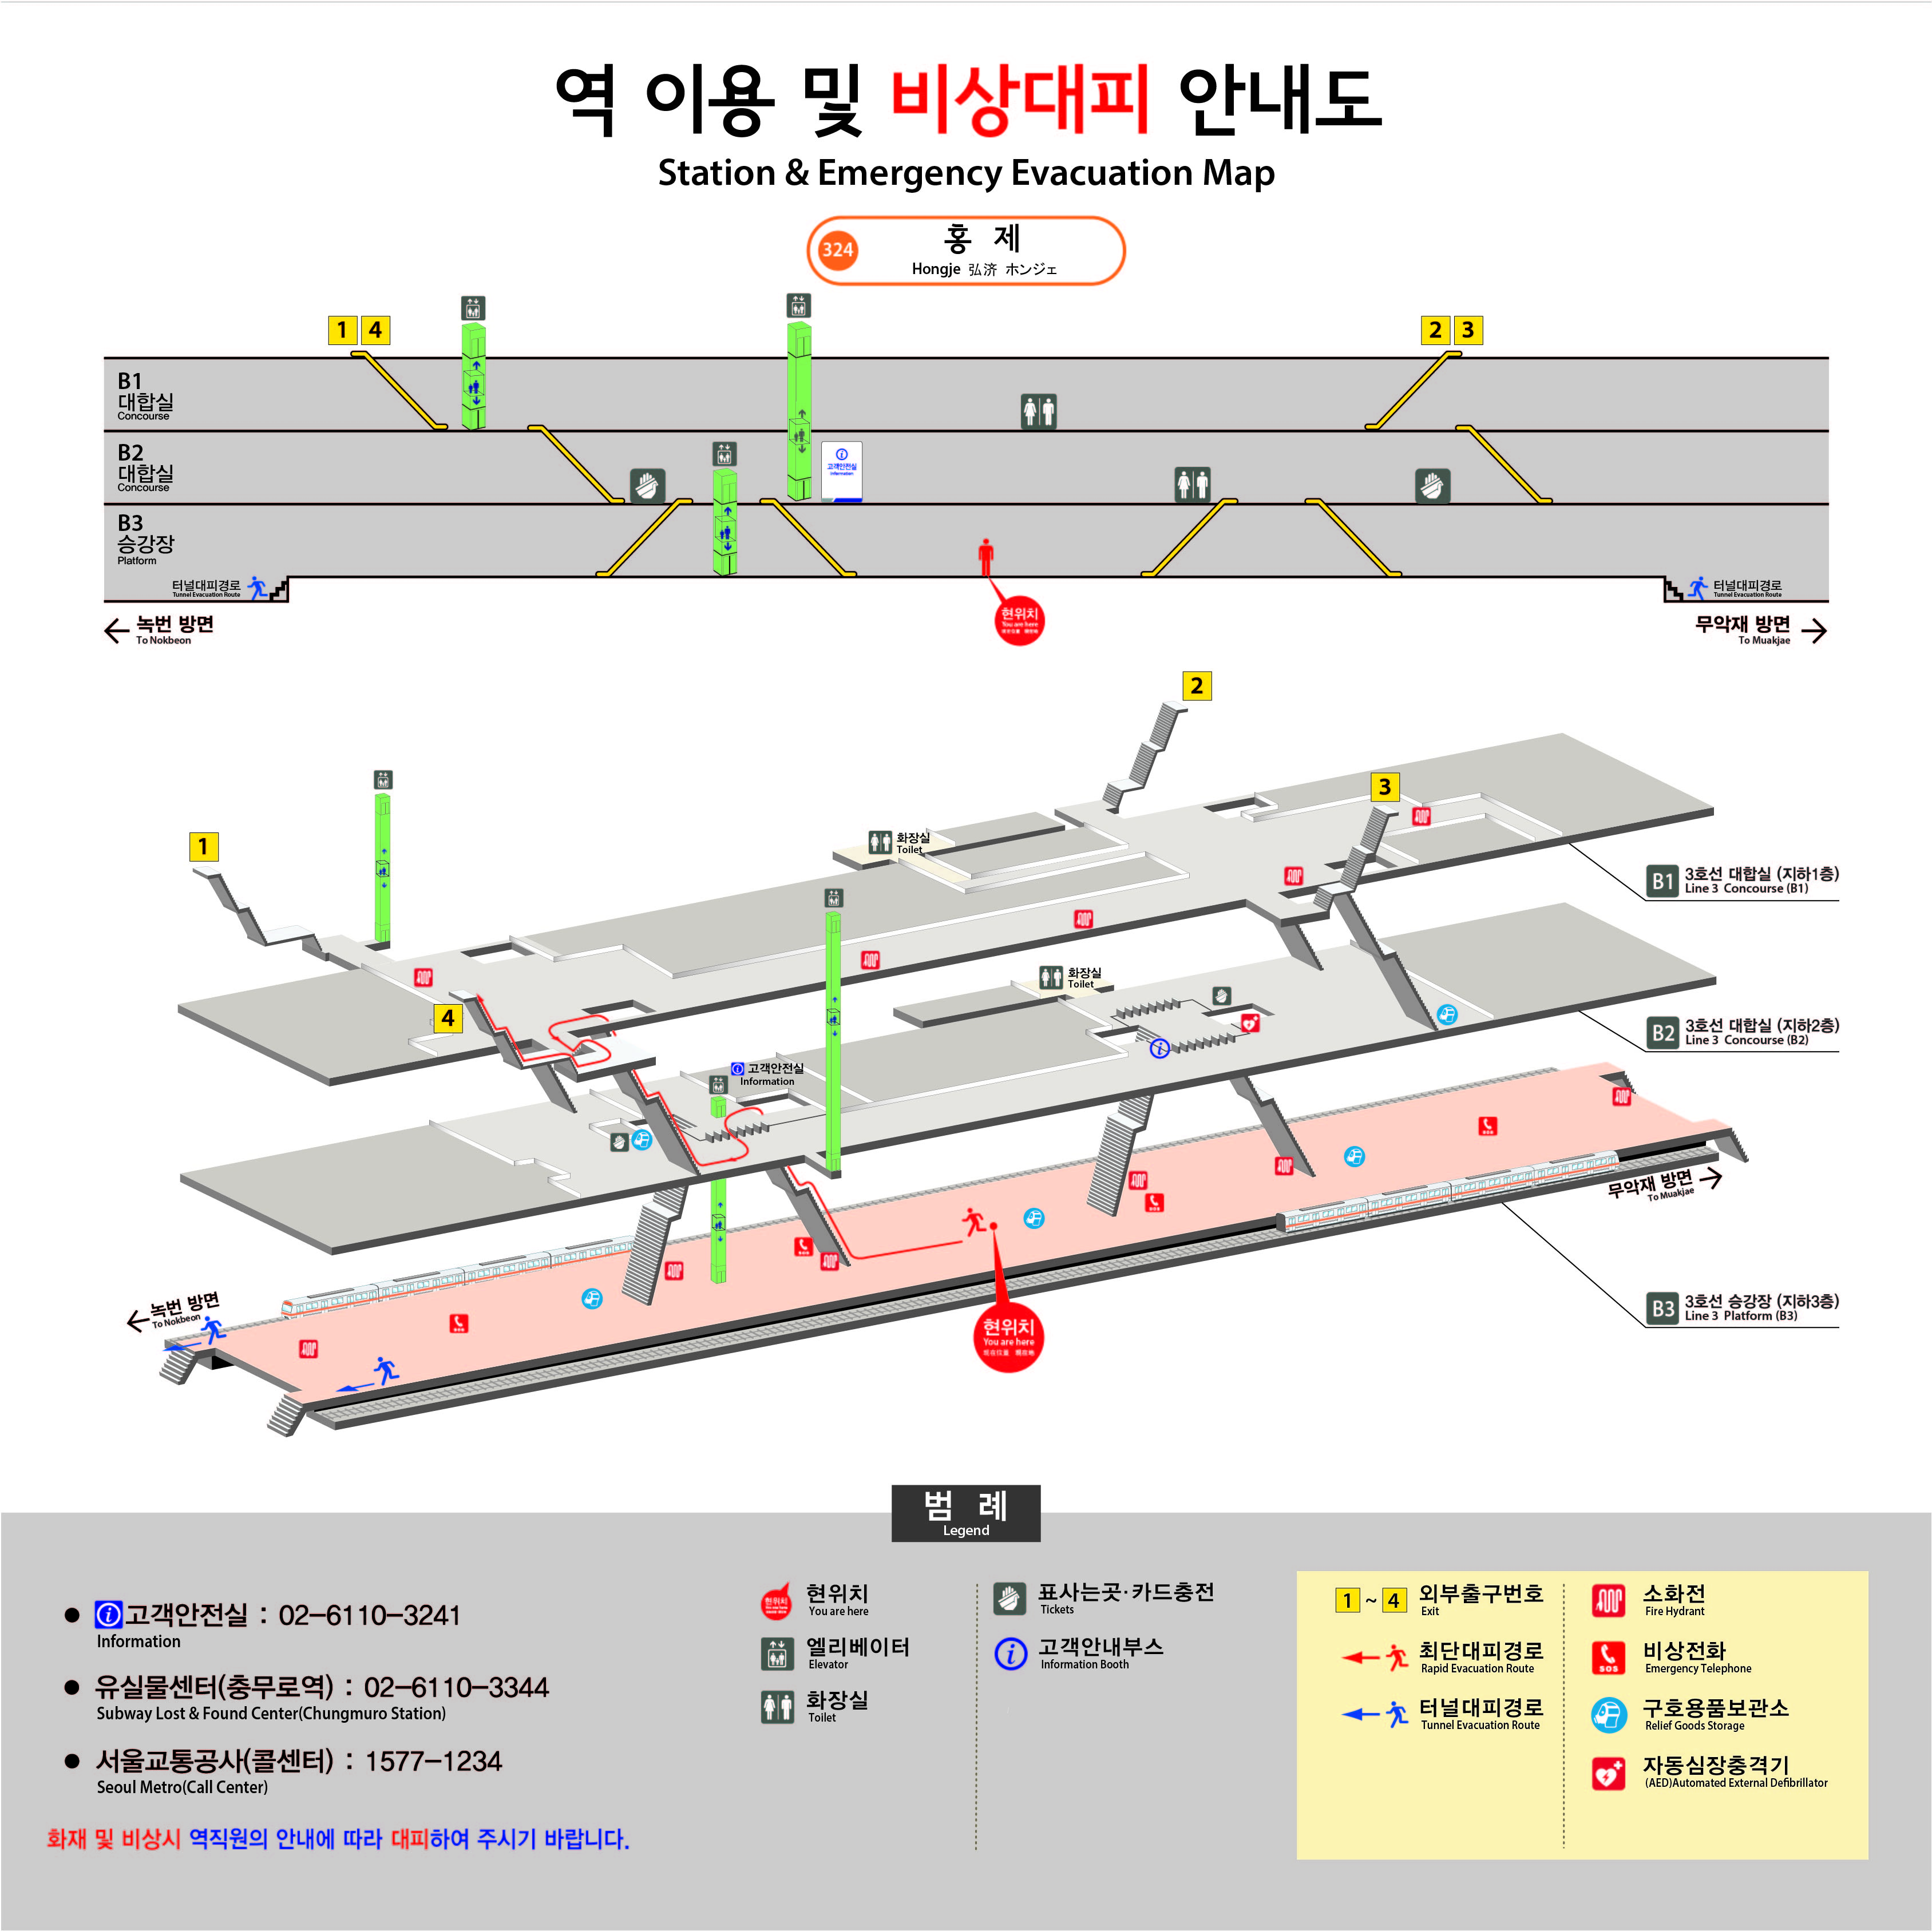 역 이용 및 비상대피 안내도
Station & Emergency Evacuation Map
324
홍 제
Hongje 弘済 ホンジェ
1 4
2 3
B1
대합실
Concourse
B2
대합실
Concourse
고객안전실
Information
B3
승강장
Platform
터널대피경로
Tunnel Evacuation Route
터널대피경로
Tunnel Evacuation Route
현위치
You are here
녹번 방면
To Nokbeon
무악재 방면
To Muakjae
2
3
1
화장실
Toilet
B1 3호선 대합실 (지하1층)
Line 3 Concourse (B1)
화장실
Toilet
4
B2 3호선 대합실 (지하2층)
Line 3 Concourse (B2)
고객안전실
Information
SOS
무악재 방면
To Muakjae
SOS
SOS
녹번 방면
To Nokbeon
B3 3호선 승강장 (지하3층)
Line 3 Platform (B3)
SOS
현위치
You are here
범 례
Legend
고객안전실 : 02-6110-3241
Information
유실물센터(충무로역) : 02-6110-3344
Subway Lost & Found Center(Chungmuro Station)
서울교통공사(콜센터) : 1577-1234
Seoul Metro(Call Center)
화재 및 비상시 역직원의 안내에 따라 대피하여 주시기 바랍니다.
현위치
현위치
You are here
엘리베이터
Elevator
화장실
Toilet
표사는곳·카드충전
Tickets
고객안내부스
Information Booth
1 ~ 4 외부출구번호
Exit
최단대피경로
Rapid Evacuation Route
터널대피경로
Tunnel Evacuation Route
소화전
Fire Hydrant
SOS
비상전화
Emergency Telephone
구호용품보관소
Relief Goods Storage
자동심장충격기
(AED)Automated External Defibrillator